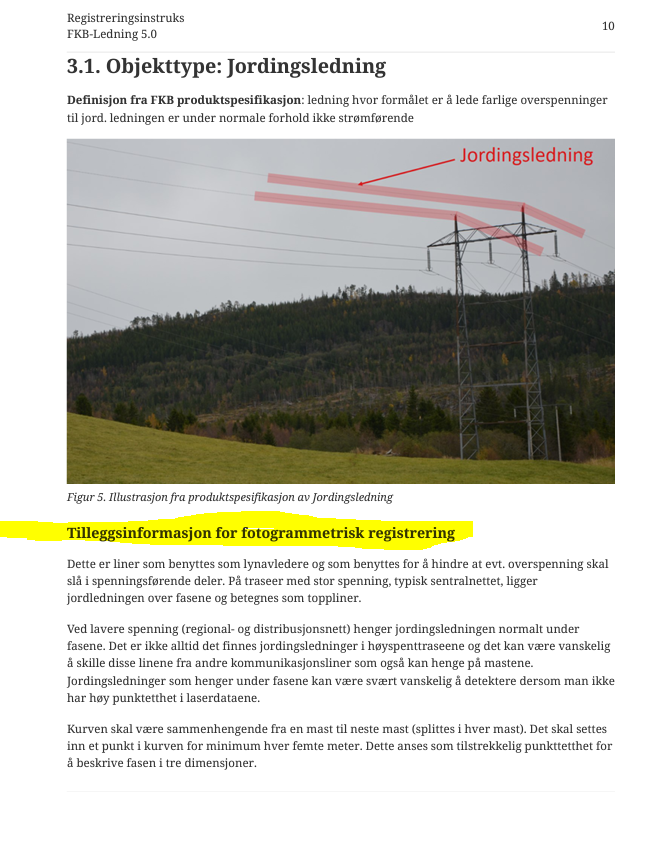 Registreringsinstruks
FKB-Ledning 5.0
10
3.1. Objekttype: Jordingsledning
Definisjon fra FKB produktspesifikasjon: ledning hvor formålet er å lede farlige overspenninger
til jord. ledningen er under normale forhold ikke strømførende
Jordingsledning
Figur 5. Illustrasjon fra produktspesifikasjon av Jordingsledning
Tilleggsinformasjon for fotogrammetrisk registrering
Dette er liner som benyttes som lynavledere og som benyttes for å hindre at evt. overspenning skal
slå i spenningsførende deler. På traseer med stor spenning, typisk sentralnettet, ligger
jordledningen over fasene og betegnes som toppliner.
Ved lavere spenning (regional- og distribusjonsnett) henger jordingsledningen normalt under
fasene. Det er ikke alltid det finnes jordingsledninger i høyspenttraseene og det kan være vanskelig
å skille disse linene fra andre kommunikasjonsliner som også kan henge på mastene.
Jordingsledninger som henger under fasene kan være svært vanskelig å detektere dersom man ikke
har høy punktetthet i laserdataene.
Kurven skal være sammenhengende fra en mast til neste mast (splittes i hver mast). Det skal settes
inn et punkt i kurven for minimum hver femte meter. Dette anses som tilstrekkelig punkttetthet for
å beskrive fasen i tre dimensjoner.